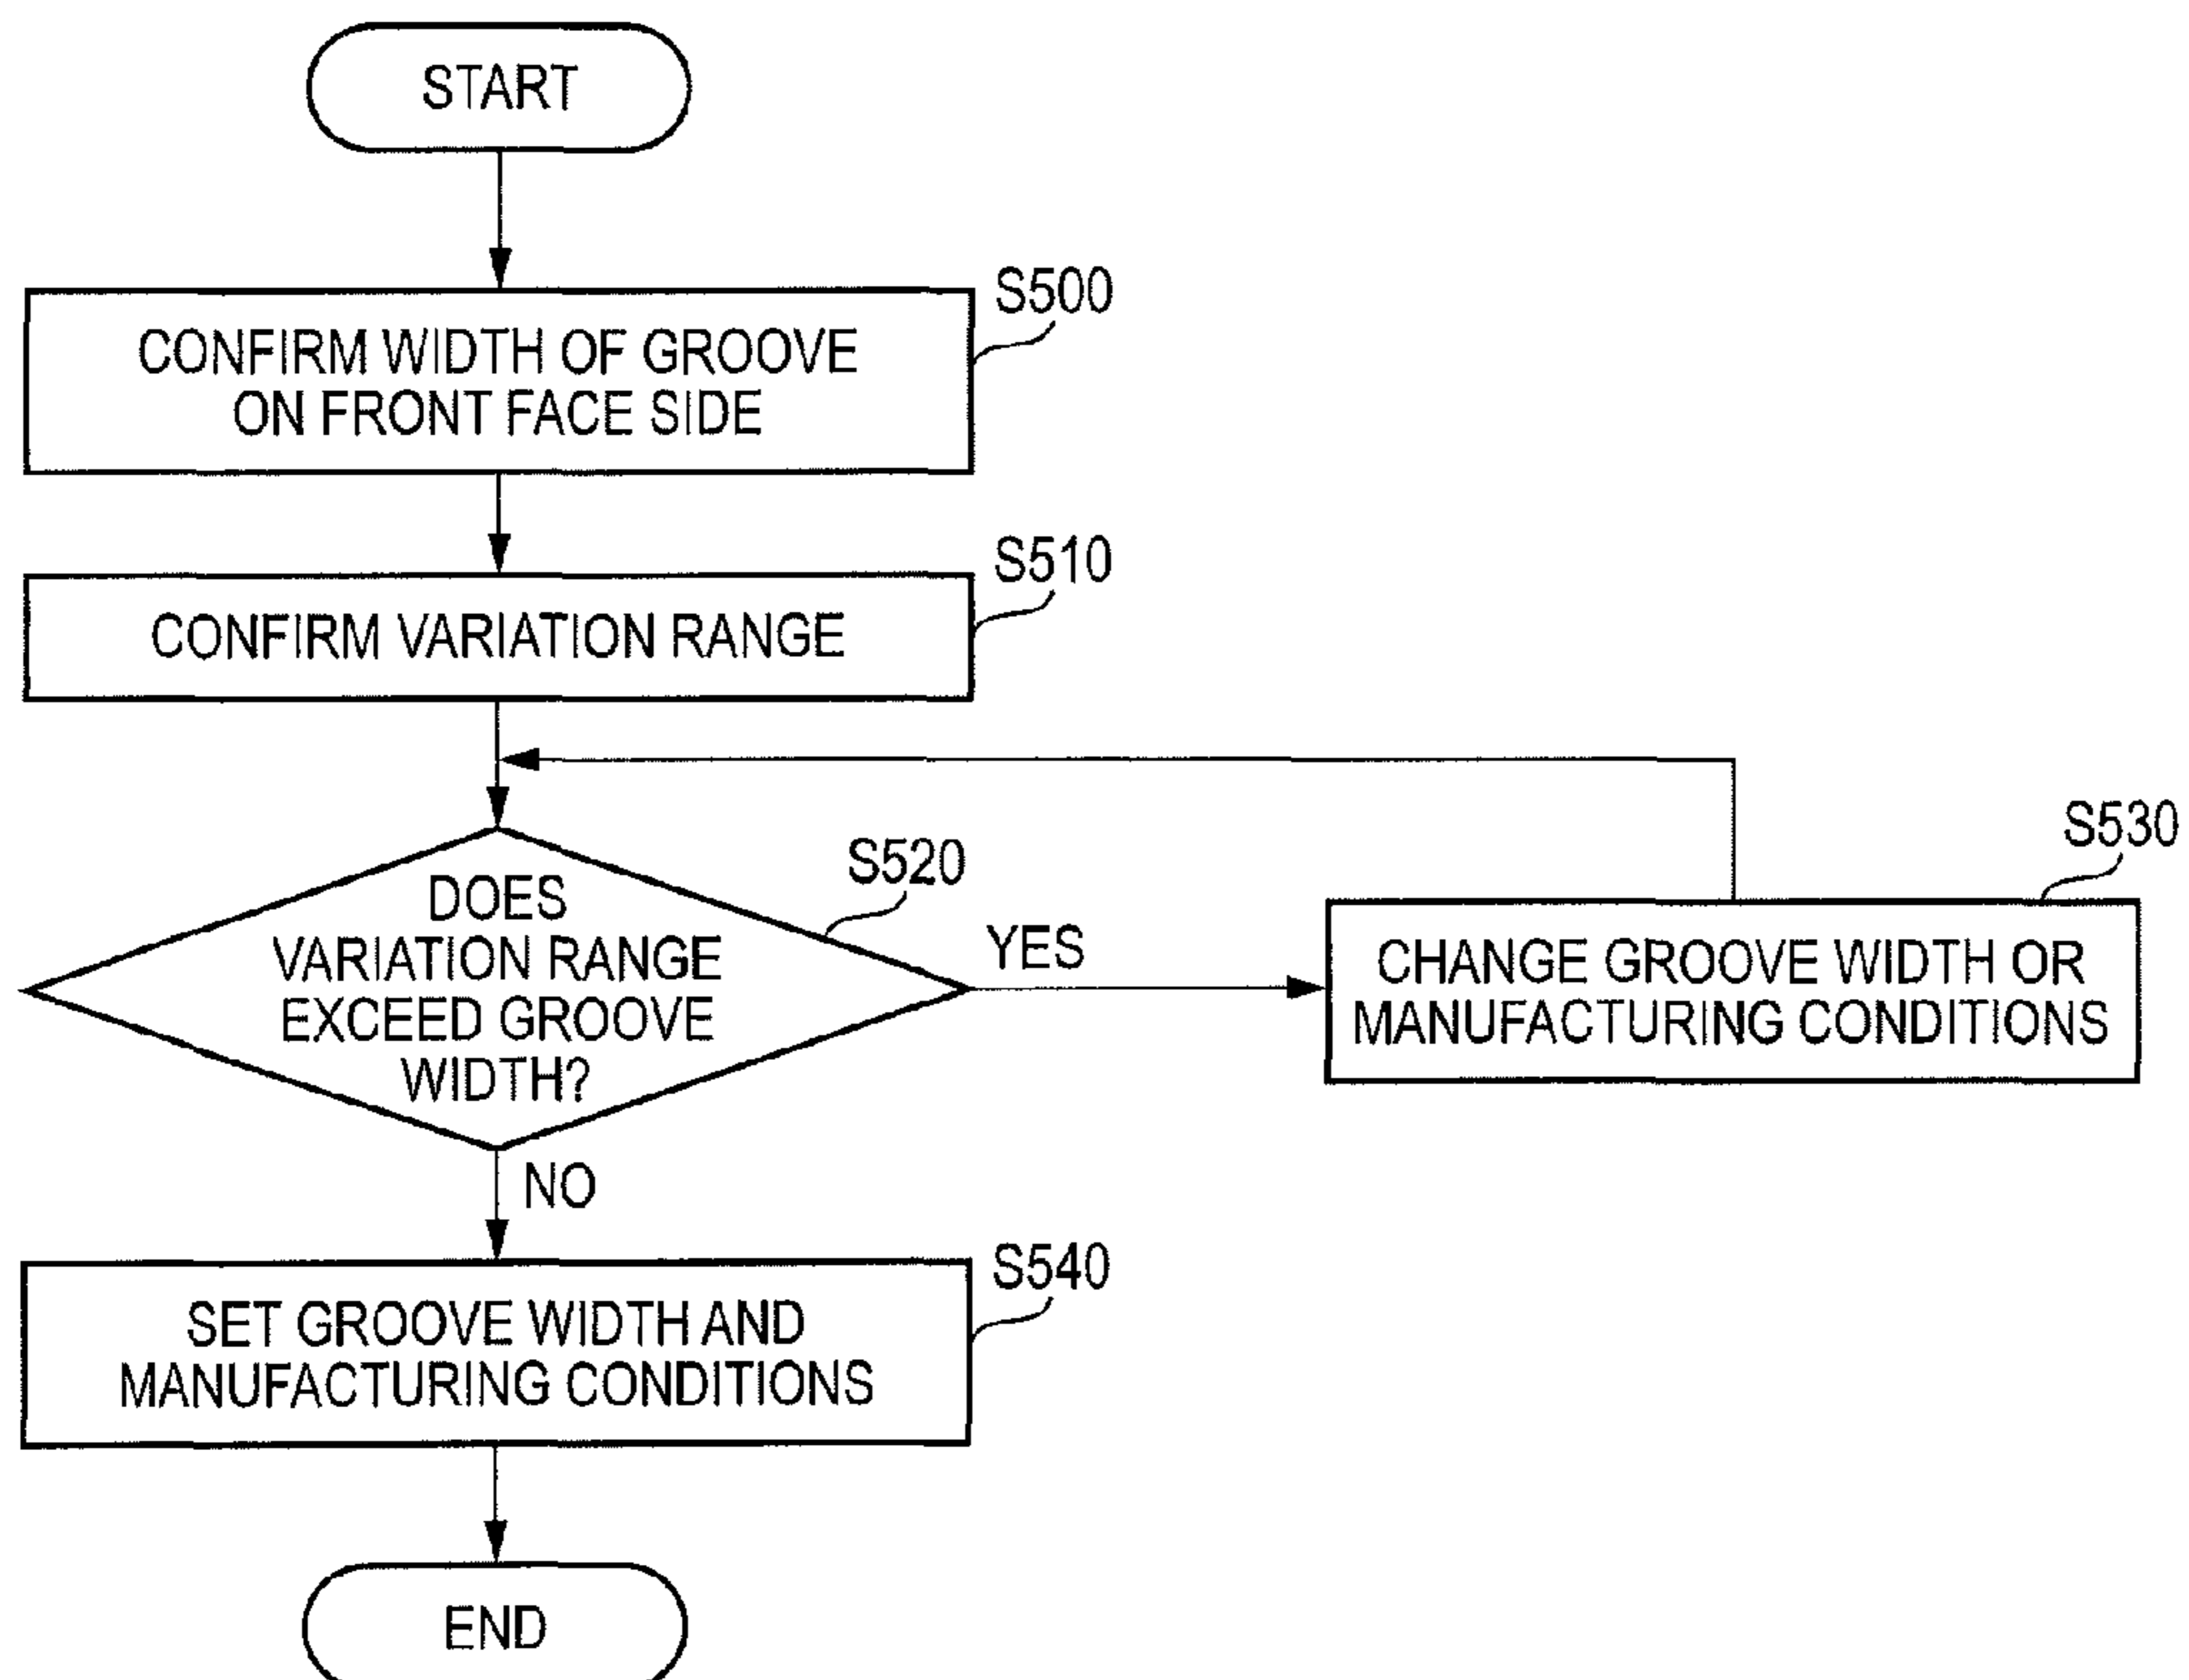 START
S500
CONFIRM WIDTH OF GROOVE
ON FRONT FACE SIDE
S510
CONFIRM VARIATION RANGE
S520
DOES
VARIATION RANGE
EXCEED GROOVE
WIDTH?
YES
S530
CHANGE GROOVE WIDTH OR
MANUFACTURING CONDITIONS
NO
S540
SET GROOVE WIDTH AND
MANUFACTURING CONDITIONS
END